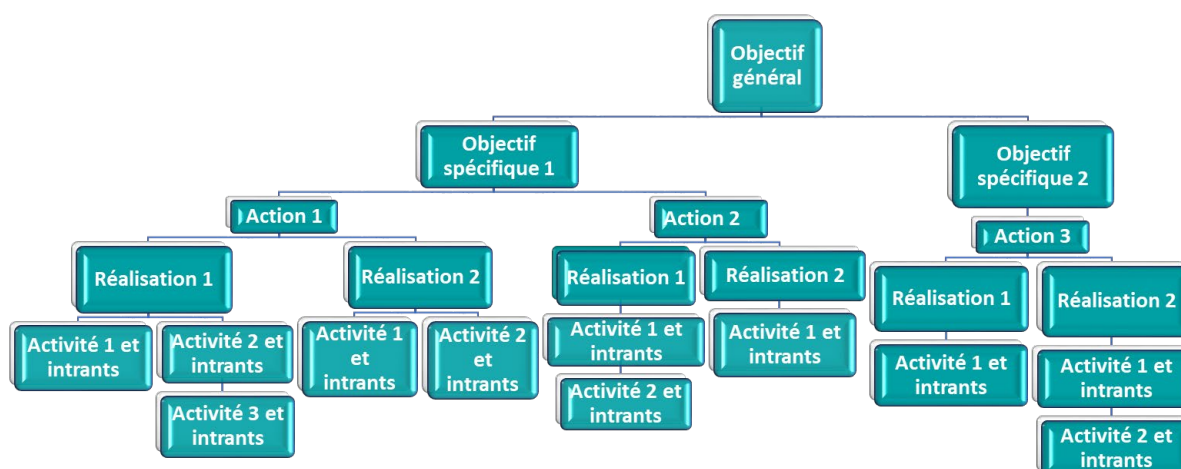 Objectif
général
Objectif
spécifique 1
Objectif
spécifique 2
Action 1
Action 2
Action 3
Réalisation 1
Réalisation 2
Réalisation 1
Réalisation 2
Réalisation 1
Réalisation 2
Activité 1 et
intrants
Activité 2 et
intrants
Activité 3 et
intrants
Activité 1
et
intrants
Activité 2
et
intrants
Activité 1 et
intrants
Activité 2 et
intrants
Activité 1 et
intrants
Activité 1 et
intrants
Activité 1 et
intrants
Activité 2 et
intrants